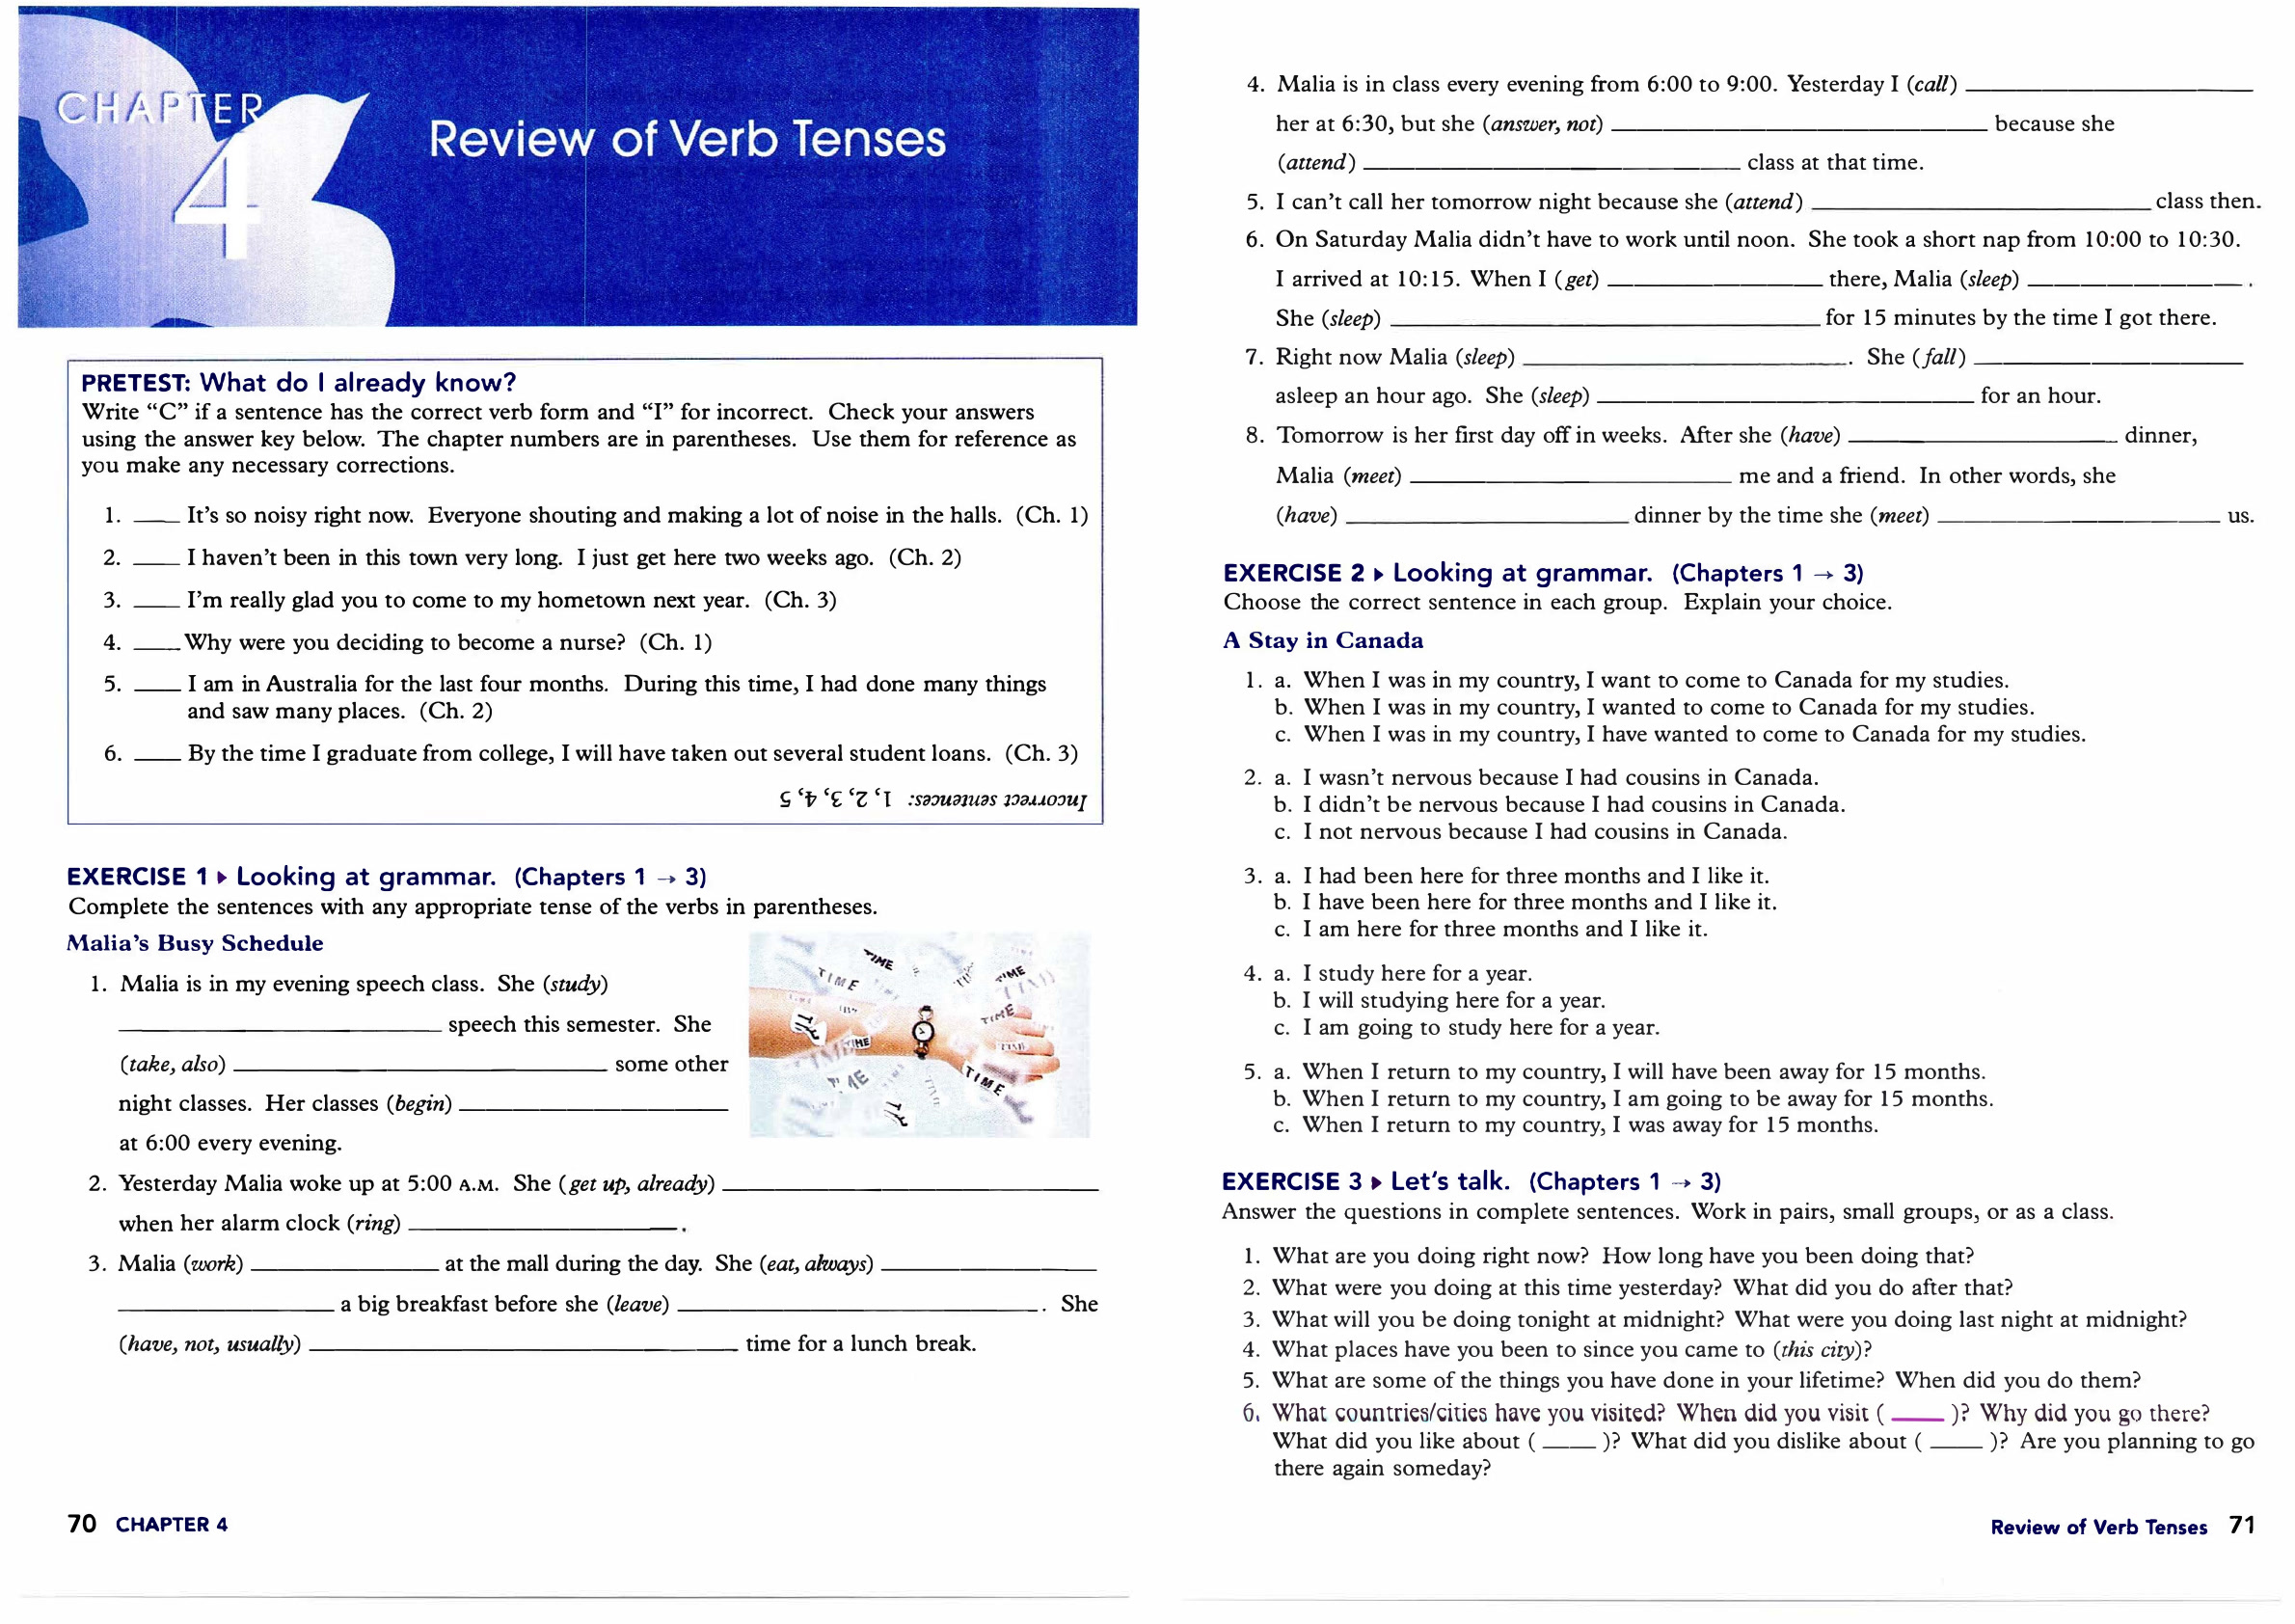 CHAPTER
4
Review of Verb Tenses
PRETEST: What do I already know?
Write “C” if a sentence has the correct verb form and “I” for incorrect. Check your answers
using the answer key below. The chapter numbers are in parentheses. Use them for reference as
you make any necessary corrections.
1. ____ It’s so noisy right now. Everyone shouting and making a lot of noise in the halls. (Ch. 1)
2. ____ I haven’t been in this town very long. I just get here two weeks ago. (Ch. 2)
3. ____ I’m really glad you to come to my hometown next year. (Ch. 3)
4. ____ Why were you deciding to become a nurse? (Ch. 1)
5. ____ I am in Australia for the last four months. During this time, I had done many things
and saw many places. (Ch. 2)
6. ____ By the time I graduate from college, I will have taken out several student loans. (Ch. 3)
Incorrect sentences: 1, 2, 3, 4, 5
EXERCISE 1 ▸ Looking at grammar. (Chapters 1 → 3)
Complete the sentences with any appropriate tense of the verbs in parentheses.
Malia’s Busy Schedule
1. Malia is in my evening speech class. She (study)
____ speech this semester. She
(take, also) ____ some other
night classes. Her classes (begin) ____
at 6:00 every evening.
2. Yesterday Malia woke up at 5:00 A.M. She (get up, already) ____
when her alarm clock (ring) ____.
3. Malia (work) ____ at the mall during the day. She (eat, always) ____
____ a big breakfast before she (leave) ____. She
(have, not, usually) ____ time for a lunch break.
TIME
TIME
TIME
TIME
TIME
70 CHAPTER 4
4. Malia is in class every evening from 6:00 to 9:00. Yesterday I (call) ____
her at 6:30, but she (answer, not) ____ because she
(attend) ____ class at that time.
5. I can’t call her tomorrow night because she (attend) ____ class then.
6. On Saturday Malia didn’t have to work until noon. She took a short nap from 10:00 to 10:30.
I arrived at 10:15. When I (get) ____ there, Malia (sleep) ____.
She (sleep) ____ for 15 minutes by the time I got there.
7. Right now Malia (sleep) ____. She (fall) ____
asleep an hour ago. She (sleep) ____ for an hour.
8. Tomorrow is her first day off in weeks. After she (have) ____ dinner,
Malia (meet) ____ me and a friend. In other words, she
(have) ____ dinner by the time she (meet) ____ us.
EXERCISE 2 ▸ Looking at grammar. (Chapters 1 → 3)
Choose the correct sentence in each group. Explain your choice.
A Stay in Canada
1. a. When I was in my country, I want to come to Canada for my studies.
b. When I was in my country, I wanted to come to Canada for my studies.
c. When I was in my country, I have wanted to come to Canada for my studies.
2. a. I wasn’t nervous because I had cousins in Canada.
b. I didn’t be nervous because I had cousins in Canada.
c. I not nervous because I had cousins in Canada.
3. a. I had been here for three months and I like it.
b. I have been here for three months and I like it.
c. I am here for three months and I like it.
4. a. I study here for a year.
b. I will studying here for a year.
c. I am going to study here for a year.
5. a. When I return to my country, I will have been away for 15 months.
b. When I return to my country, I am going to be away for 15 months.
c. When I return to my country, I was away for 15 months.
EXERCISE 3 ▸ Let’s talk. (Chapters 1 → 3)
Answer the questions in complete sentences. Work in pairs, small groups, or as a class.
1. What are you doing right now? How long have you been doing that?
2. What were you doing at this time yesterday? What did you do after that?
3. What will you be doing tonight at midnight? What were you doing last night at midnight?
4. What places have you been to since you came to (this city)?
5. What are some of the things you have done in your lifetime? When did you do them?
6. What countries/cities have you visited? When did you visit ( ____ )? Why did you go there?
What did you like about ( ____ )? What did you dislike about ( ____ )? Are you planning to go
there again someday?
Review of Verb Tenses 71